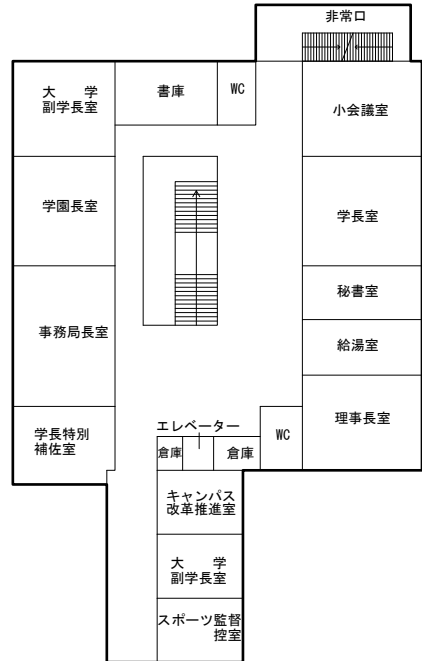 非常口
大　学
副学長室
書庫
WC
小会議室
学園長室
学長室
秘書室
事務局長室
給湯室
理事長室
学長特別
補佐室
エレベーター
WC
倉庫
倉庫
キャンパス
改革推進室
大　学
副学長室
スポーツ監督
控室